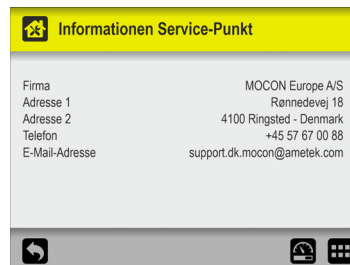 Informationen Service-Punkt
Firma MOCON Europe A/S
Adresse 1 Rønnedevej 18
Adresse 2 4100 Ringsted - Denmark
Telefon +45 57 67 00 88
E-Mail-Adresse support.dk.mocon@ametek.com